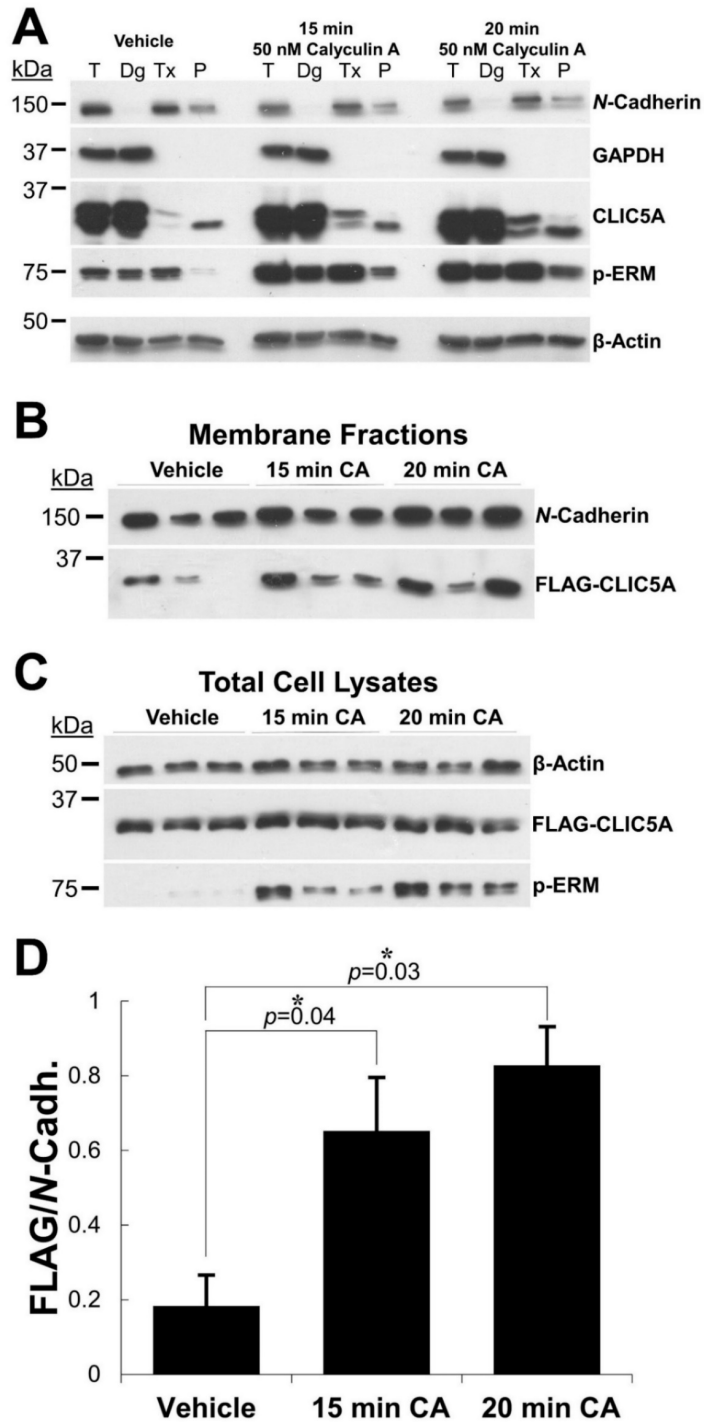 A
Vehicle
15 min
50 nM Calyculin A
20 min
50 nM Calyculin A
kDa
T Dg Tx P T Dg Tx P T Dg Tx P
150 N-Cadherin
37 GAPDH
37
CLIC5A
75 p-ERM
50
β-Actin
B
Membrane Fractions
kDa
Vehicle 15 min CA 20 min CA
150 N-Cadherin
37
FLAG-CLIC5A
C
Total Cell Lysates
kDa
Vehicle 15 min CA 20 min CA
50 β-Actin
37
FLAG-CLIC5A
75 p-ERM
D
*
p=0.03
*
p=0.04
FLAG/N-Cadh.
1
0.8
0.6
0.4
0.2
0
Vehicle 15 min CA 20 min CA